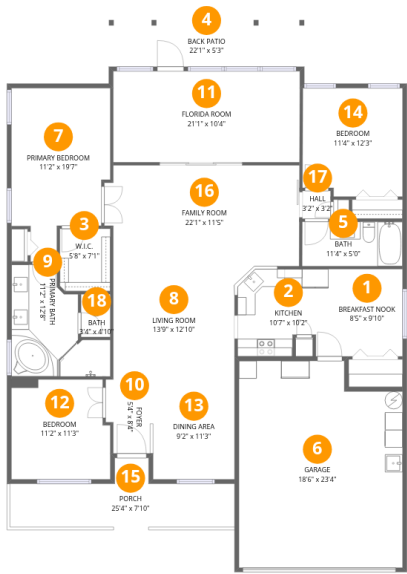 4
BACK PATIO
22'1" x 5'3"
11
FLORIDA ROOM
21'1" x 10'4"
14
BEDROOM
11'4" x 12'3"
7
PRIMARY BEDROOM
11'2" x 19'7"
17
HALL
3'2" x 3'2"
16
FAMILY ROOM
22'1" x 11'5"
5
BATH
11'4" x 5'0"
3
W.I.C.
5'8" x 7'1"
9
PRIMARY BATH
11'2" x 12'8"
18
BATH
3'4" x 4'10"
8
LIVING ROOM
13'9" x 12'10"
2
KITCHEN
10'7" x 10'2"
1
BREAKFAST NOOK
8'5" x 9'10"
12
BEDROOM
11'2" x 11'3"
10
FOYER
5'4" x 8'4"
13
DINING AREA
9'2" x 11'3"
6
GARAGE
18'6" x 23'4"
15
PORCH
25'4" x 7'10"